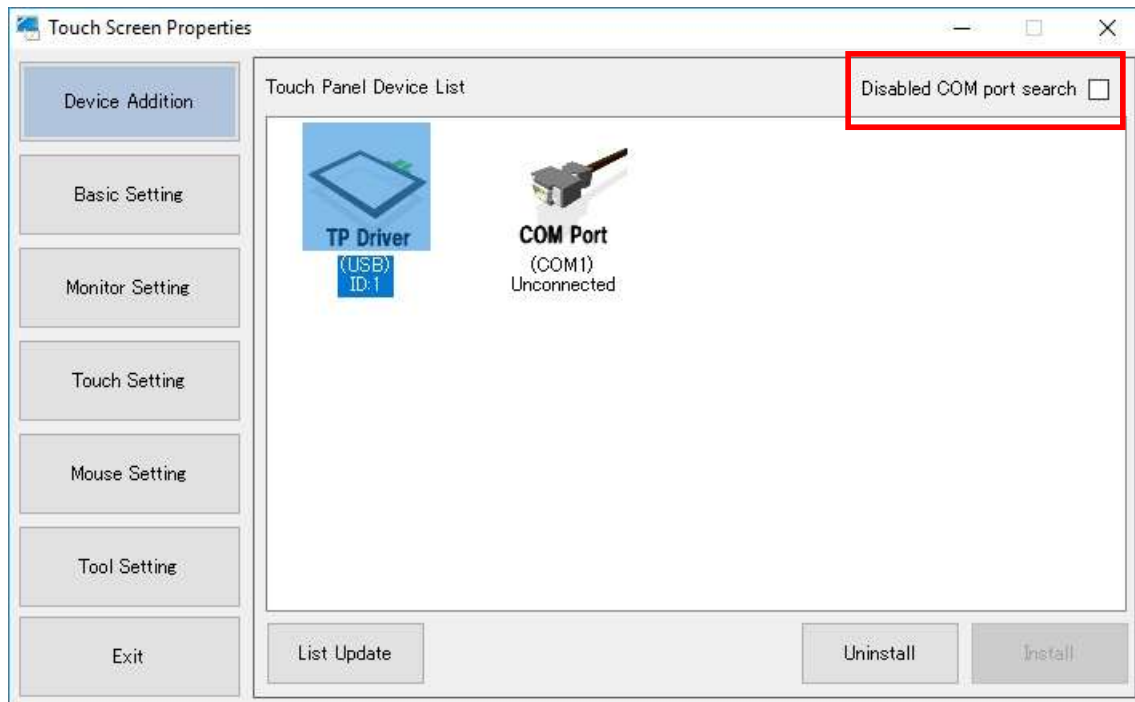 Touch Screen Properties
Device Addition
Basic Setting
Monitor Setting
Touch Setting
Mouse Setting
Tool Setting
Exit
Touch Panel Device List
Disabled COM port search
TP Driver
(USB)
ID:1
COM Port
(COM1)
Unconnected
List Update
Uninstall
Install